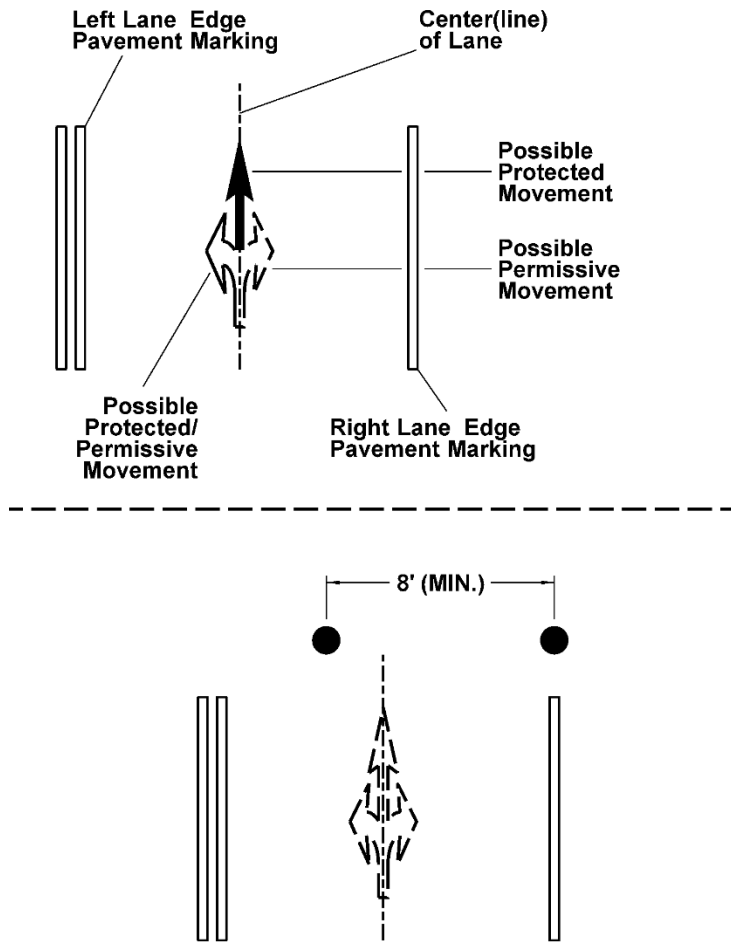 Left Lane Edge
Pavement Marking
Center(line)
of Lane
Possible
Protected
Movement
Possible
Permissive
Movement
Possible
Protected/
Permissive
Movement
Right Lane Edge
Pavement Marking
8' (MIN.)